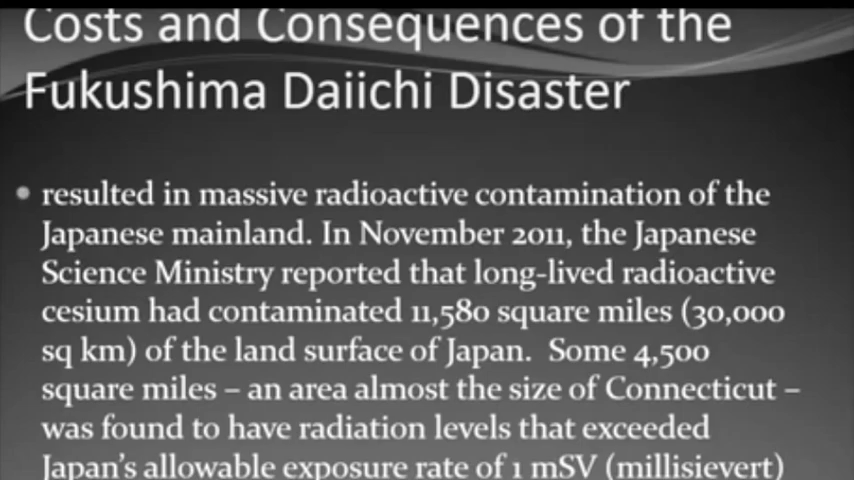 Costs and Consequences of the
Fukushima Daiichi Disaster
• resulted in massive radioactive contamination of the
Japanese mainland. In November 2011, the Japanese
Science Ministry reported that long-lived radioactive
cesium had contaminated 11,580 square miles (30,000
sq km) of the land surface of Japan.  Some 4,500
square miles – an area almost the size of Connecticut –
was found to have radiation levels that exceeded
Japan's allowable exposure rate of 1 mSV (millisievert)